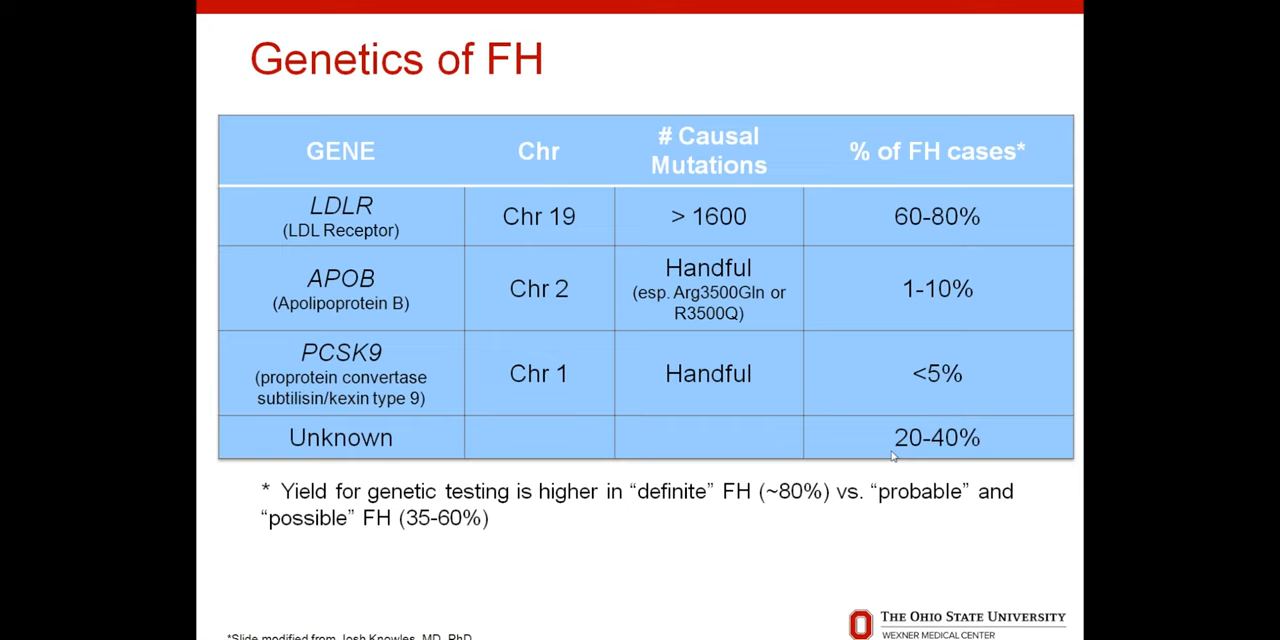 Genetics of FH
GENE Chr # Causal Mutations % of FH cases*
LDLR
(LDL Receptor)
Chr 19
> 1600
60-80%
APOB
(Apolipoprotein B)
Chr 2
Handful
(esp. Arg3500Gln or
R3500Q)
1-10%
PCSK9
(proprotein convertase
subtilisin/kexin type 9)
Chr 1
Handful
<5%
Unknown
20-40%
* Yield for genetic testing is higher in “definite” FH (~80%) vs. “probable” and
“possible” FH (35-60%)
*Slide modified from Josh Knowles, MD, PhD
THE OHIO STATE UNIVERSITY
WEXNER MEDICAL CENTER